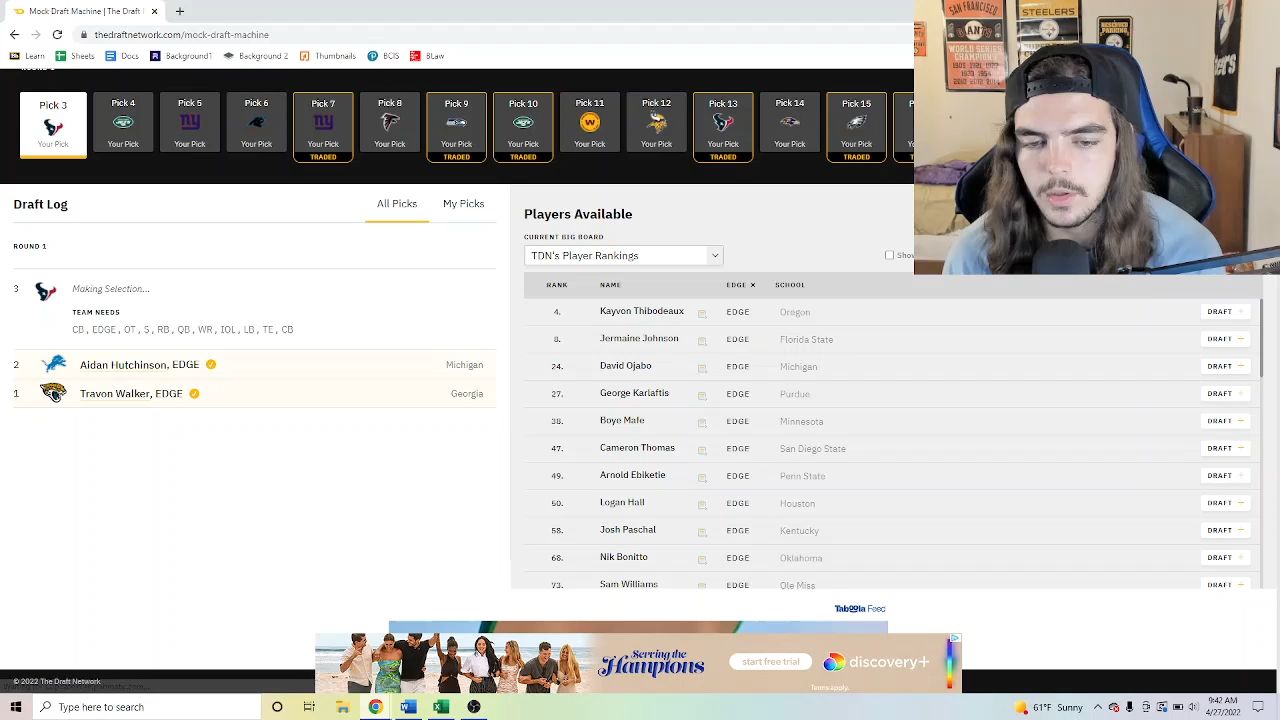 Mock Draft Machine | The Draft
thedraftnetwork.com/mock-draft-machine
Learn Sheets Docs Background Backgrounds Thumbnails BCIS SLaw
Pick 3 Your Pick
Your Pick
Pick 5 Your Pick
Your Pick
Pick 7 Your Pick TRADED
Pick 8 Your Pick
Pick 9 Your Pick TRADED
Pick 10 Your Pick TRADED
Pick 11 Your Pick
Pick 12 Your Pick
Pick 13 Your Pick TRADED
Pick 14 Your Pick
Pick 15 Your Pick TRADED
Draft Log
All Picks My Picks
ROUND 1
3 Making Selection...
TEAM NEEDS
CB, EDGE, OT, S, RB, QB, WR, IOL, LB, TE, CB
2 Aidan Hutchinson, EDGE Michigan
1 Travon Walker, EDGE Georgia
Players Available
CURRENT BIG BOARD
TDN's Player Rankings
RANK NAME EDGE × SCHOOL
4. Kayvon Thibodeaux EDGE Oregon DRAFT +
8. Jermaine Johnson EDGE Florida State DRAFT
24. David Ojabo EDGE Michigan DRAFT
27. George Karlaftis EDGE Purdue DRAFT
38. Boye Mafe EDGE Minnesota DRAFT
47. Cameron Thomas EDGE San Diego State DRAFT
49. Arnold Ebiketie EDGE Penn State DRAFT
50. Logan Hall EDGE Houston DRAFT
58. Josh Paschal EDGE Kentucky DRAFT
68. Nik Bonitto EDGE Oklahoma DRAFT
73. Sam Williams EDGE Ole Miss DRAFT
Taboola Feed
Serving the Hamptons
start free trial
discovery+
Terms apply.
© 2022 The Draft Network
Type here to search
61°F Sunny
9:42 AM
4/27/2022
SAN FRANCISCO
GIANTS
WORLD SERIES
CHAMPIONS
STEELERS
RESERVED
PARKING